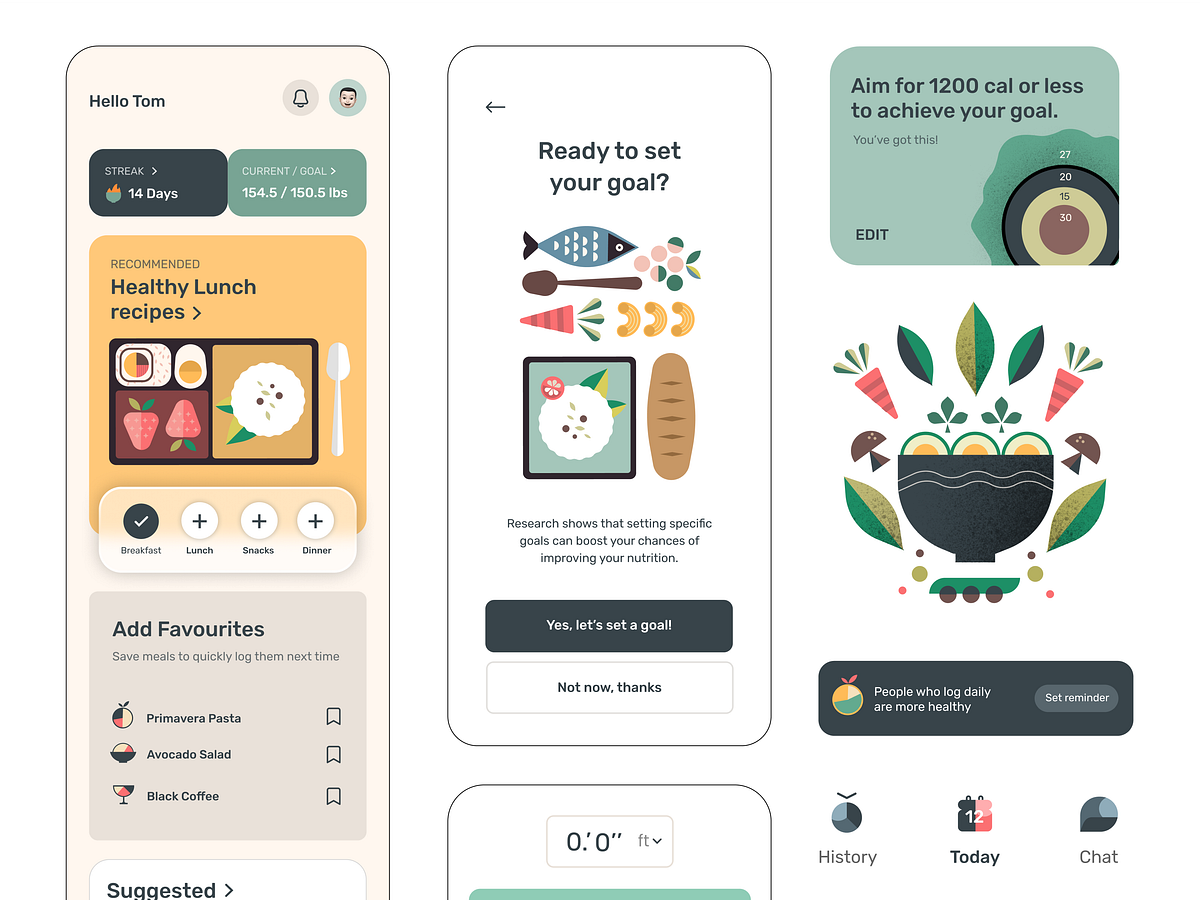 Hello Tom
STREAK >
14 Days
CURRENT / GOAL >
154.5 / 150.5 lbs
RECOMMENDED
Healthy Lunch
recipes >
Breakfast
Lunch
Snacks
Dinner
Add Favourites
Save meals to quickly log them next time
Primavera Pasta
Avocado Salad
Black Coffee
Suggested >
Ready to set
your goal?
Research shows that setting specific
goals can boost your chances of
improving your nutrition.
Yes, let’s set a goal!
Not now, thanks
0.′0″ ft
Aim for 1200 cal or less
to achieve your goal.
You’ve got this!
27
20
15
30
EDIT
People who log daily
are more healthy
Set reminder
12
History
Today
Chat